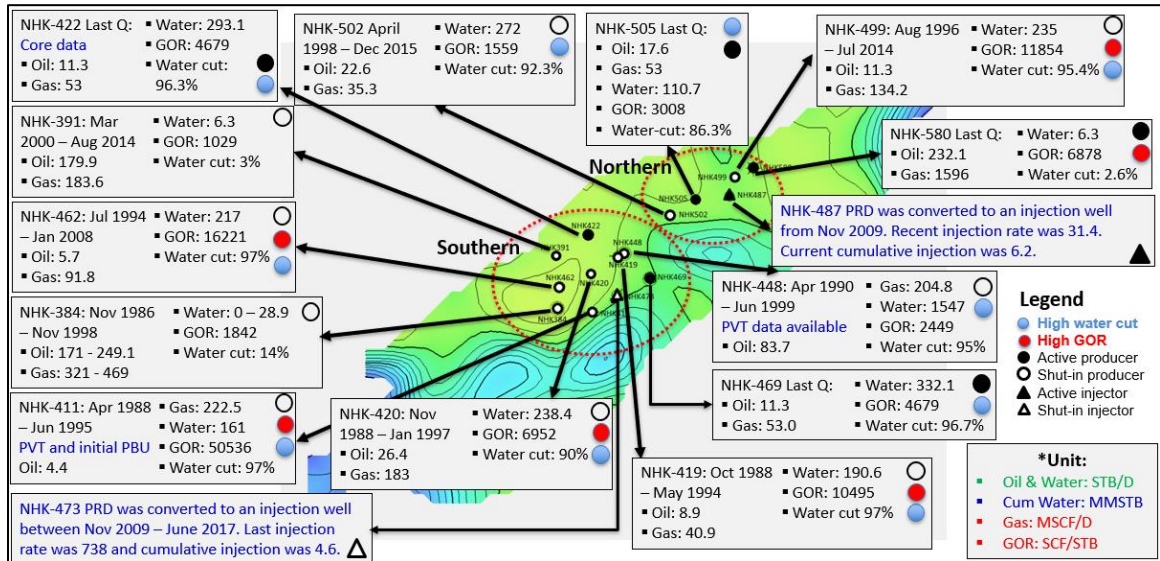 NHK-422 Last Q:
Core data
▪ Oil: 11.3
▪ Gas: 53
▪ Water: 293.1
▪ GOR: 4679
▪ Water cut:
96.3%
NHK-502 April
1998 – Dec 2015
▪ Oil: 22.6
▪ Gas: 35.3
▪ Water: 272
▪ GOR: 1559
Water cut: 92.3%
NHK-505 Last Q:
▪ Oil: 17.6
▪ Gas: 53
▪ Water: 110.7
▪ GOR: 3008
▪ Water-cut: 86.3%
NHK-499: Aug 1996
– Jul 2014
▪ Oil: 11.3
▪ Gas: 134.2
▪ Water: 235
▪ GOR: 11854
▪ Water cut: 95.4%
NHK-391: Mar
2000 – Aug 2014
▪ Oil: 179.9
▪ Gas: 183.6
▪ Water: 6.3
▪ GOR: 1029
▪ Water cut: 3%
NHK-580 Last Q:
▪ Oil: 232.1
▪ Gas: 1596
▪ Water: 6.3
▪ GOR: 6878
▪ Water cut: 2.6%
NHK-462: Jul 1994
– Jan 2008
▪ Oil: 5.7
▪ Gas: 91.8
▪ Water: 217
▪ GOR: 16221
▪ Water cut: 97%
NHK-487 PRD was converted to an injection well
from Nov 2009. Recent injection rate was 31.4.
Current cumulative injection was 6.2.
Northern
Southern
NHK499
NHK487
NHK505
NHK502
NHK422
NHK448
NHK391
NHK419
NHK462
NHK420
NHK469
NHK384
NHK-384: Nov 1986
– Nov 1998
▪ Oil: 171 - 249.1
▪ Gas: 321 - 469
▪ Water: 0 – 28.9
▪ GOR: 1842
▪ Water cut: 14%
NHK-448: Apr 1990
– Jun 1999
PVT data available
▪ Oil: 83.7
▪ Gas: 204.8
▪ Water: 1547
▪ GOR: 2449
▪ Water cut: 95%
Legend
High water cut
High GOR
Active producer
Shut-in producer
Active injector
Shut-in injector
NHK-411: Apr 1988
– Jun 1995
PVT and initial PBU
Oil: 4.4
▪ Gas: 222.5
▪ Water: 161
▪ GOR: 50536
▪ Water cut: 97%
NHK-420: Nov
1988 – Jan 1997
▪ Oil: 26.4
▪ Gas: 183
▪ Water: 238.4
▪ GOR: 6952
▪ Water cut: 90%
NHK-469 Last Q:
▪ Oil: 11.3
▪ Gas: 53.0
▪ Water: 332.1
▪ GOR: 4679
▪ Water cut: 96.7%
NHK-473 PRD was converted to an injection well
between Nov 2009 – June 2017. Last injection
rate was 738 and cumulative injection was 4.6.
NHK-419: Oct 1988
– May 1994
▪ Oil: 8.9
▪ Gas: 40.9
▪ Water: 190.6
▪ GOR: 10495
▪ Water cut 97%
*Unit:
▪ Oil & Water: STB/D
▪ Cum Water: MMSTB
▪ Gas: MSCF/D
▪ GOR: SCF/STB